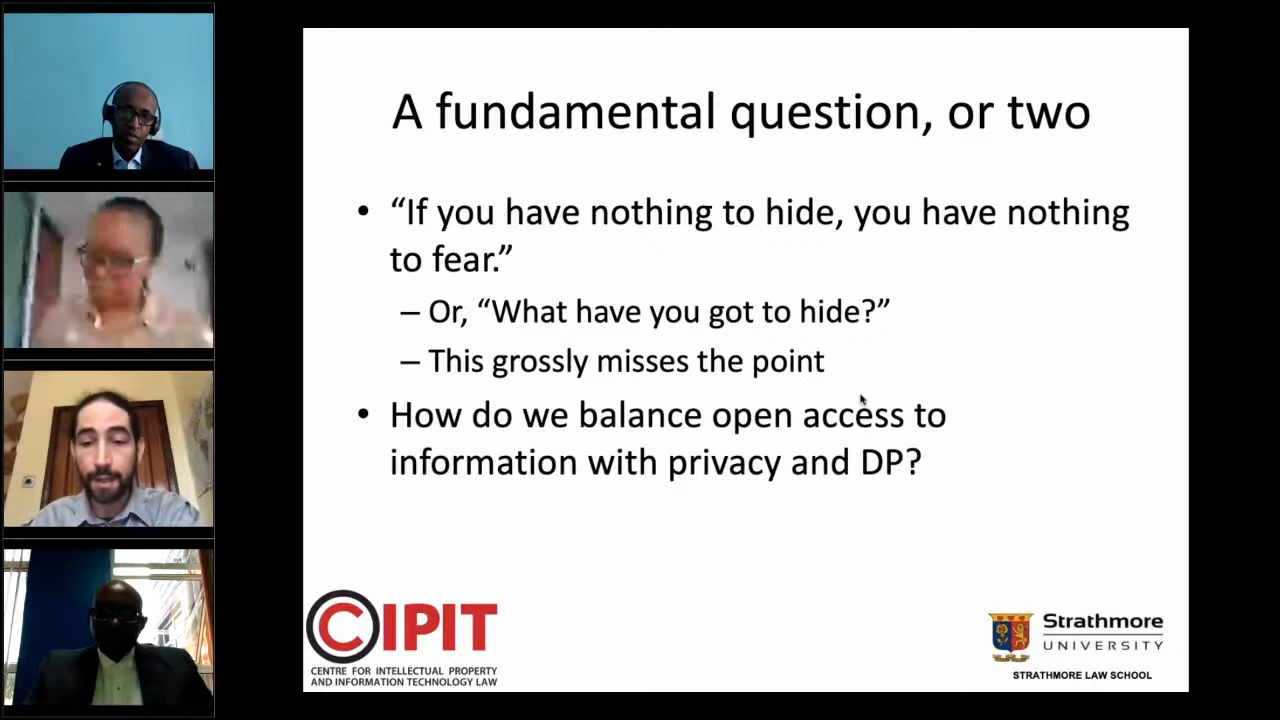 A fundamental question, or two
• “If you have nothing to hide, you have nothing
to fear.”
– Or, “What have you got to hide?”
– This grossly misses the point
• How do we balance open access to
information with privacy and DP?
CIPIT
CENTRE FOR INTELLECTUAL PROPERTY
AND INFORMATION TECHNOLOGY LAW
Strathmore
UNIVERSITY
STRATHMORE LAW SCHOOL